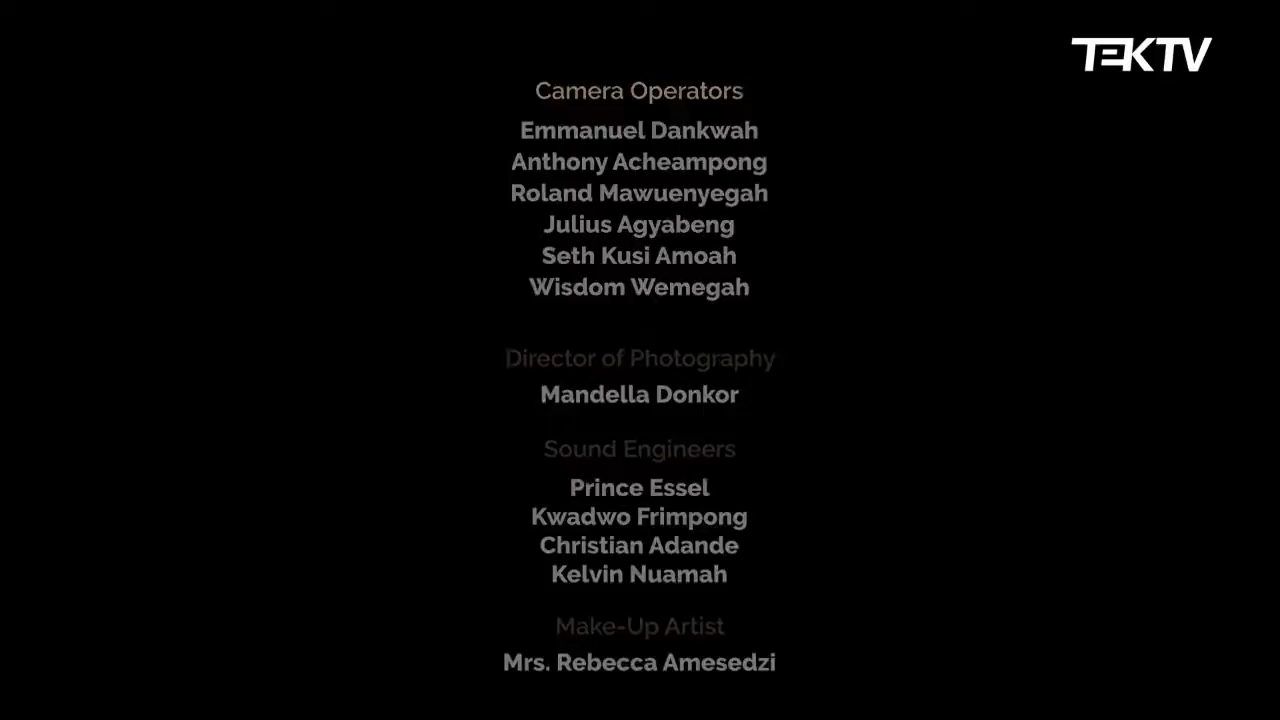 TEKTV
Camera Operators
Emmanuel Dankwah
Anthony Acheampong
Roland Mawuenyegah
Julius Agyabeng
Seth Kusi Amoah
Wisdom Wemegah
Director of Photography
Mandella Donkor
Sound Engineers
Prince Essel
Kwadwo Frimpong
Christian Adande
Kelvin Nuamah
Make-Up Artist
Mrs. Rebecca Amesedzi